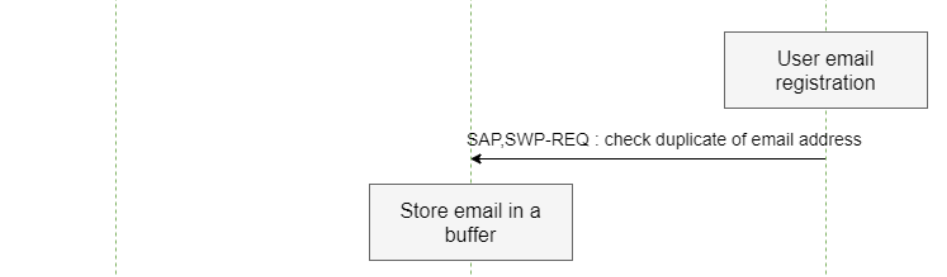 User email
registration
SAP,SWP-REQ : check duplicate of email address
Store email in a
buffer